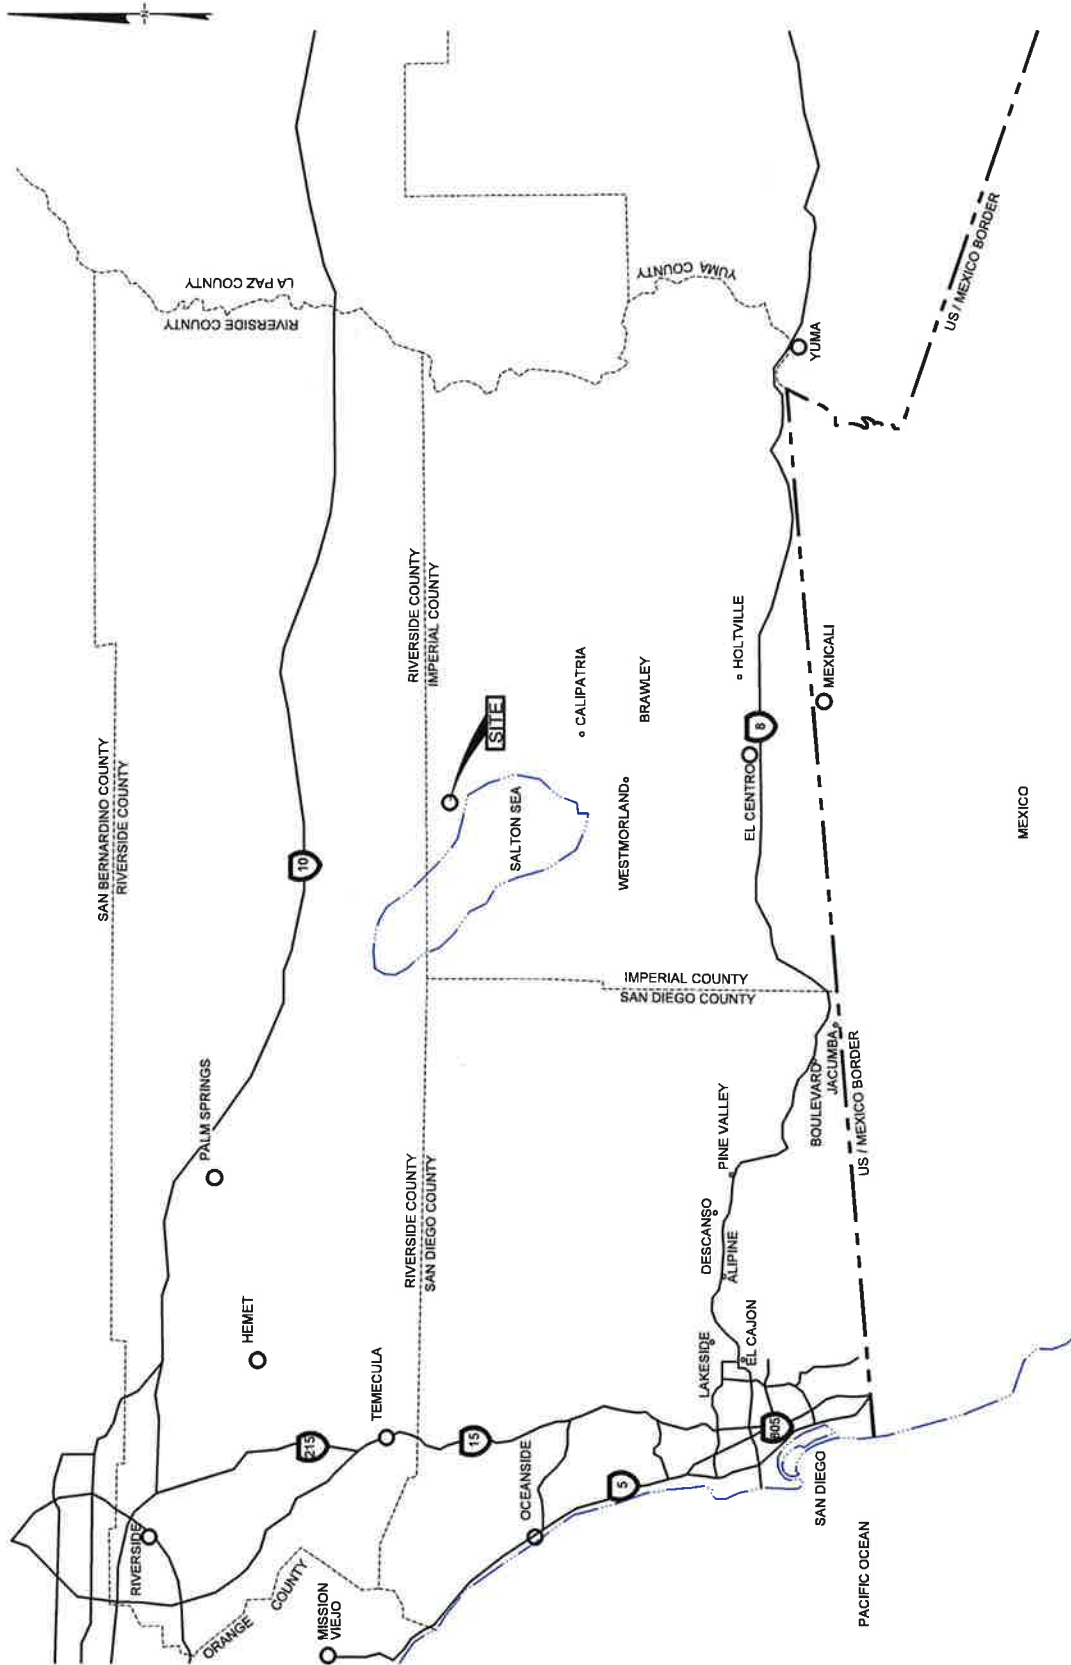 N
SAN BERNARDINO COUNTY
RIVERSIDE COUNTY
LA PAZ COUNTY
RIVERSIDE COUNTY
RIVERSIDE
ORANGE
COUNTY
MISSION
VIEJO
HEMET
PALM SPRINGS
10
215
TEMECULA
15
RIVERSIDE COUNTY
SAN DIEGO COUNTY
RIVERSIDE COUNTY
IMPERIAL COUNTY
SITE
SALTON SEA
CALIPATRIA
WESTMORLAND
BRAWLEY
YUMA COUNTY
OCEANSIDE
5
IMPERIAL COUNTY
SAN DIEGO COUNTY
LAKESIDE
DESCANSO
ALIPINE
PINE VALLEY
EL CAJON
805
SAN DIEGO
BOULEVARD
JACUMBA
US / MEXICO BORDER
EL CENTRO
8
HOLTVILLE
MEXICALI
YUMA
US / MEXICO BORDER
PACIFIC OCEAN
MEXICO